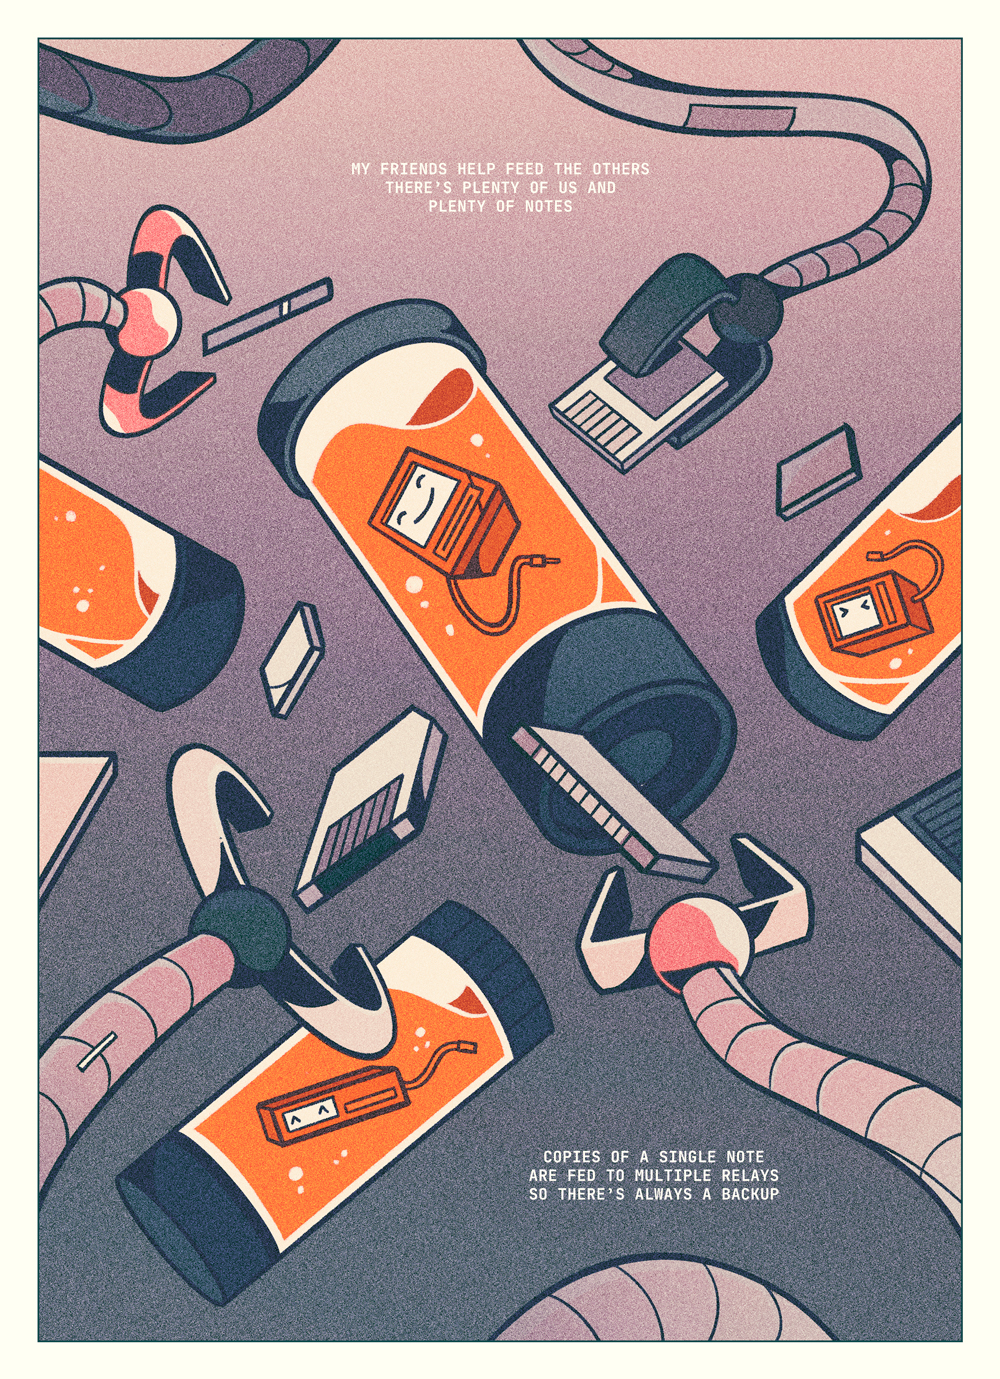 MY FRIENDS HELP FEED THE OTHERS
THERE'S PLENTY OF US AND
PLENTY OF NOTES
COPIES OF A SINGLE NOTE
ARE FED TO MULTIPLE RELAYS
SO THERE'S ALWAYS A BACKUP